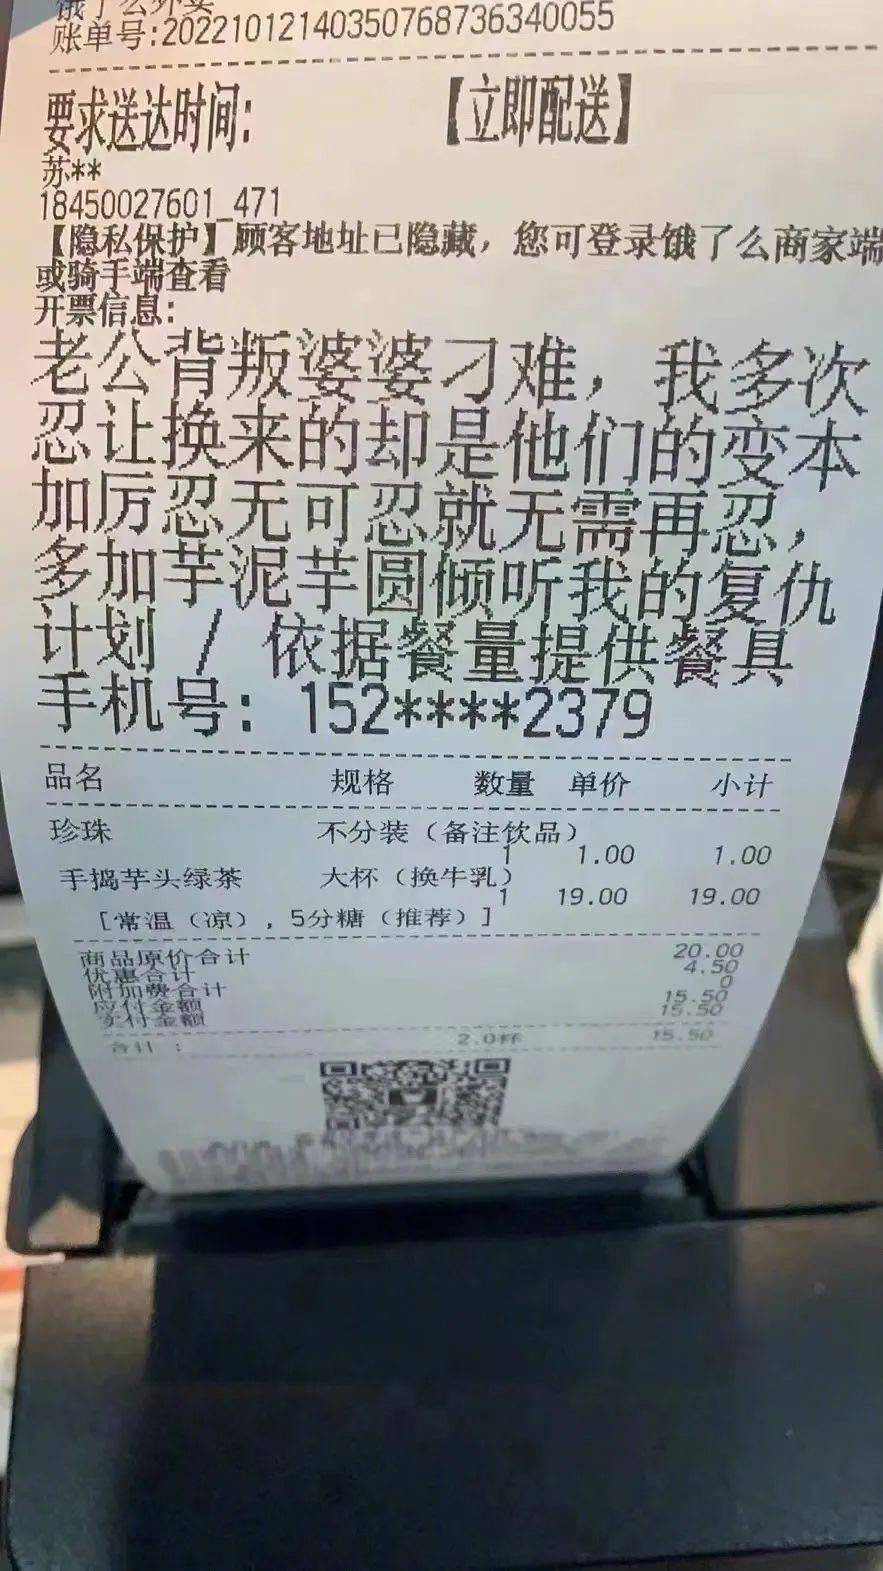 饿了么外卖
账单号:20221012140350768736340055
要求送达时间: 【立即配送】
苏**
18450027601_471
【隐私保护】顾客地址已隐藏，您可登录饿了么商家端
或骑手端查看
开票信息:
老公背叛婆婆刁难，我多次
忍让换来的却是他们的变本
加厉忍无可忍就无需再忍，
多加芋泥芋圆倾听我的复仇
计划 / 依据餐量提供餐具
手机号: 152****2379
品名 规格 数量 单价 小计
珍珠 不分装（备注饮品）
1 1.00 1.00
手捣芋头绿茶 大杯（换牛乳）
1 19.00 19.00
[常温（凉）, 5分糖（推荐）]
商品原价合计 20.00
优惠合计 4.50
附加费合计 0
应付金额 15.50
实付金额 15.50
合计 : 2.0杯 15.50